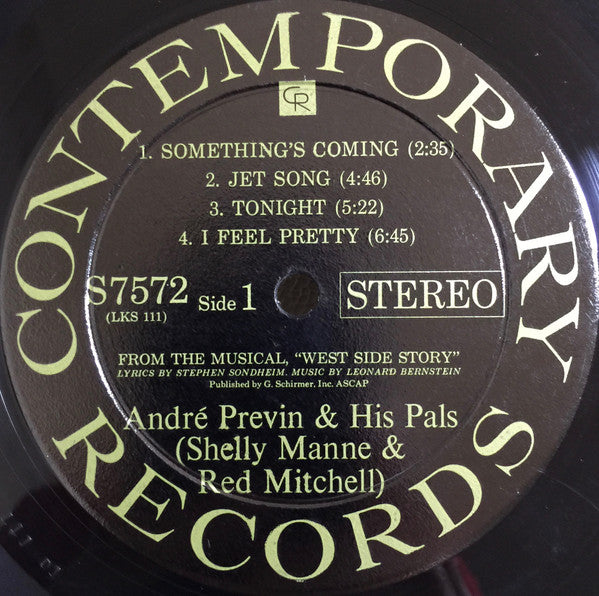 CONTEMPORARY
CR
1. SOMETHING'S COMING (2:35)
2. JET SONG (4:46)
3. TONIGHT (5:22)
4. I FEEL PRETTY (6:45)
S7572 Side 1 STEREO
(LKS 111)
FROM THE MUSICAL, "WEST SIDE STORY"
LYRICS BY STEPHEN SONDHEIM. MUSIC BY LEONARD BERNSTEIN
Published by G. Schirmer, Inc. ASCAP
André Previn & His Pals
(Shelly Manne &
Red Mitchell)
RECORDS